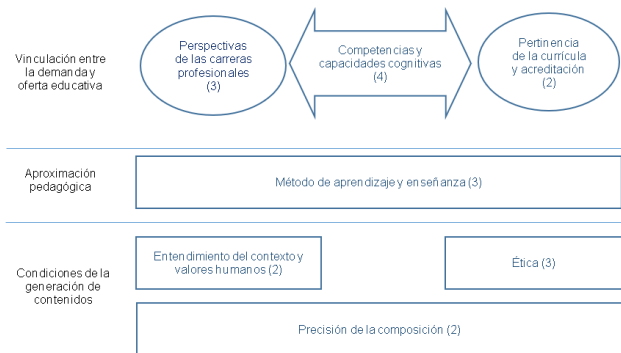 Vinculación entre
la demanda y
oferta educativa
Perspectivas
de las carreras
profesionales
(3)
Competencias y
capacidades cognitivas
(4)
Pertinencia
de la currícula
y acreditación
(2)
Aproximación
pedagógica
Método de aprendizaje y enseñanza (3)
Condiciones de la
generación de
contenidos
Entendimiento del contexto y
valores humanos (2)
Ética (3)
Precisión de la composición (2)